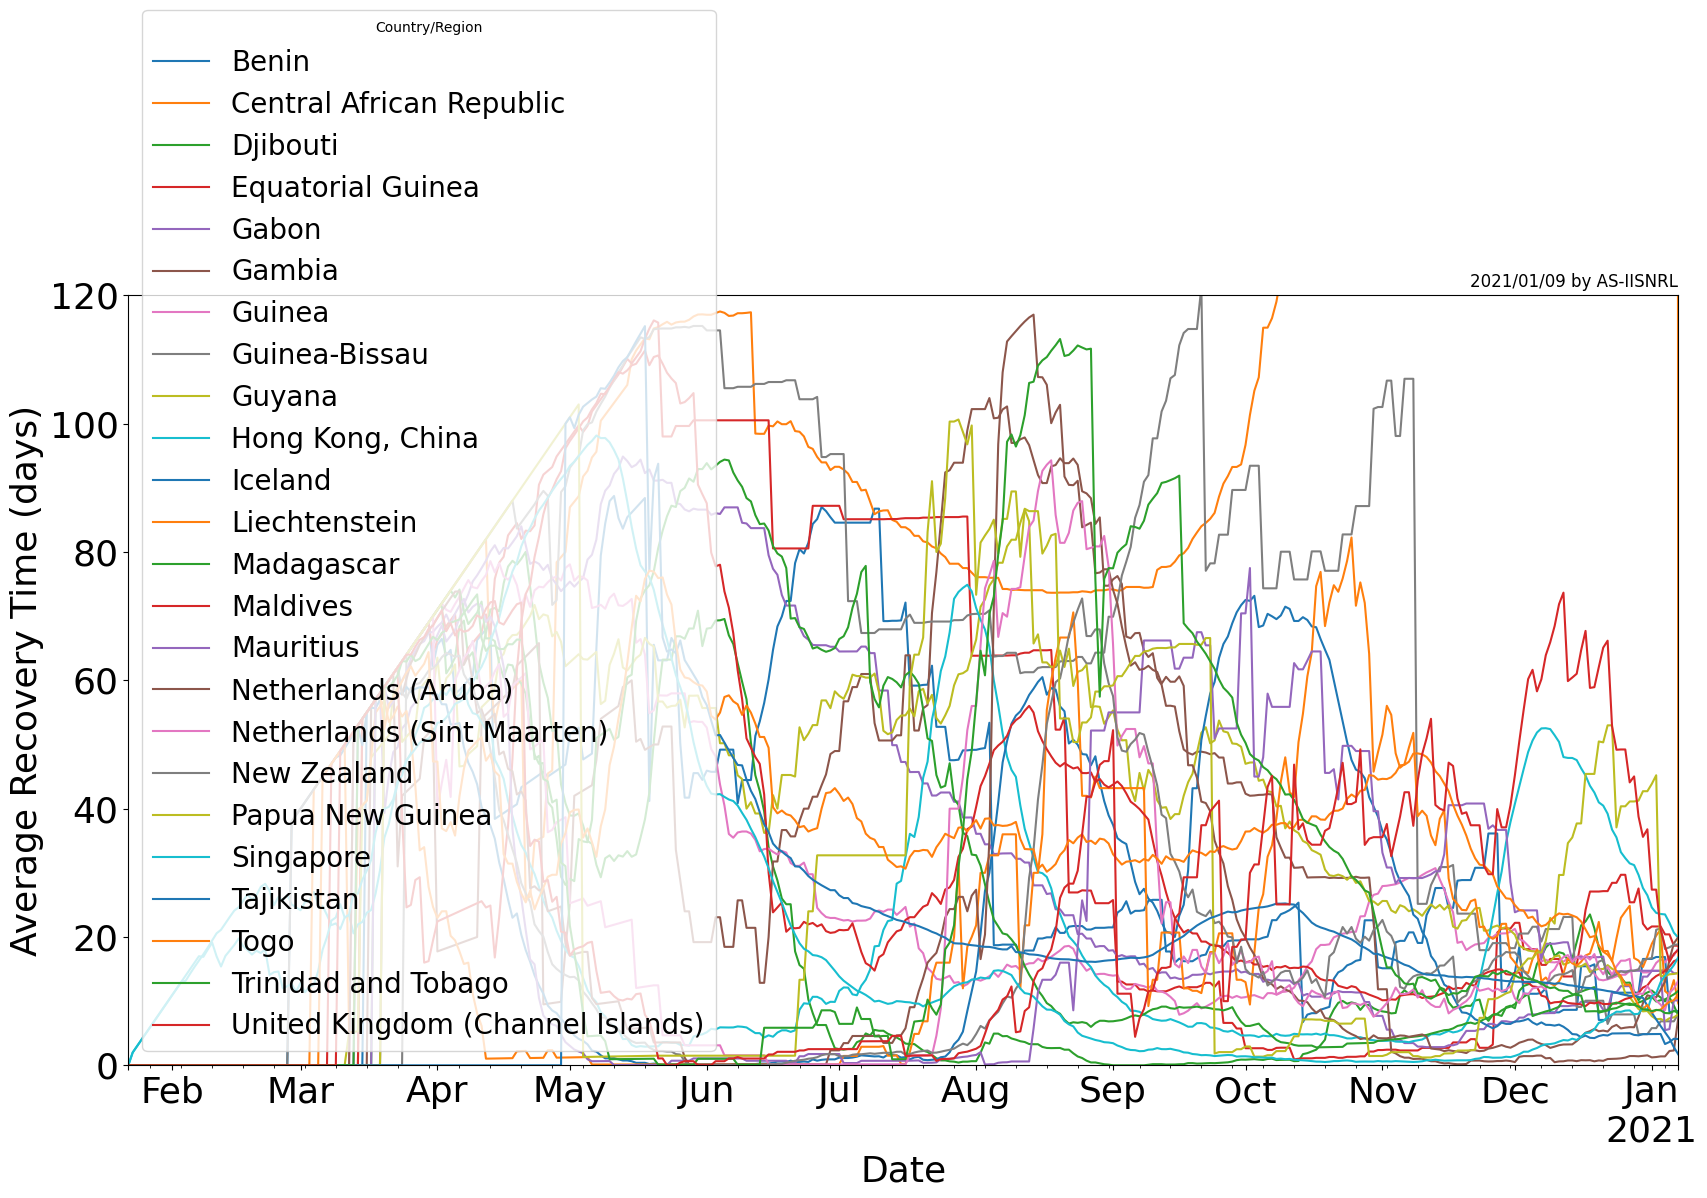 Country/Region
Benin
Central African Republic
Djibouti
Equatorial Guinea
Gabon
Gambia
Guinea
Guinea-Bissau
Guyana
Hong Kong, China
Iceland
Liechtenstein
Madagascar
Maldives
Mauritius
Netherlands (Aruba)
Netherlands (Sint Maarten)
New Zealand
Papua New Guinea
Singapore
Tajikistan
Togo
Trinidad and Tobago
United Kingdom (Channel Islands)
2021/01/09 by AS-IISNRL
Average Recovery Time (days)
120
100
80
60
40
20
0
Feb Mar Apr May Jun Jul Aug Sep Oct Nov Dec Jan
2021
Date